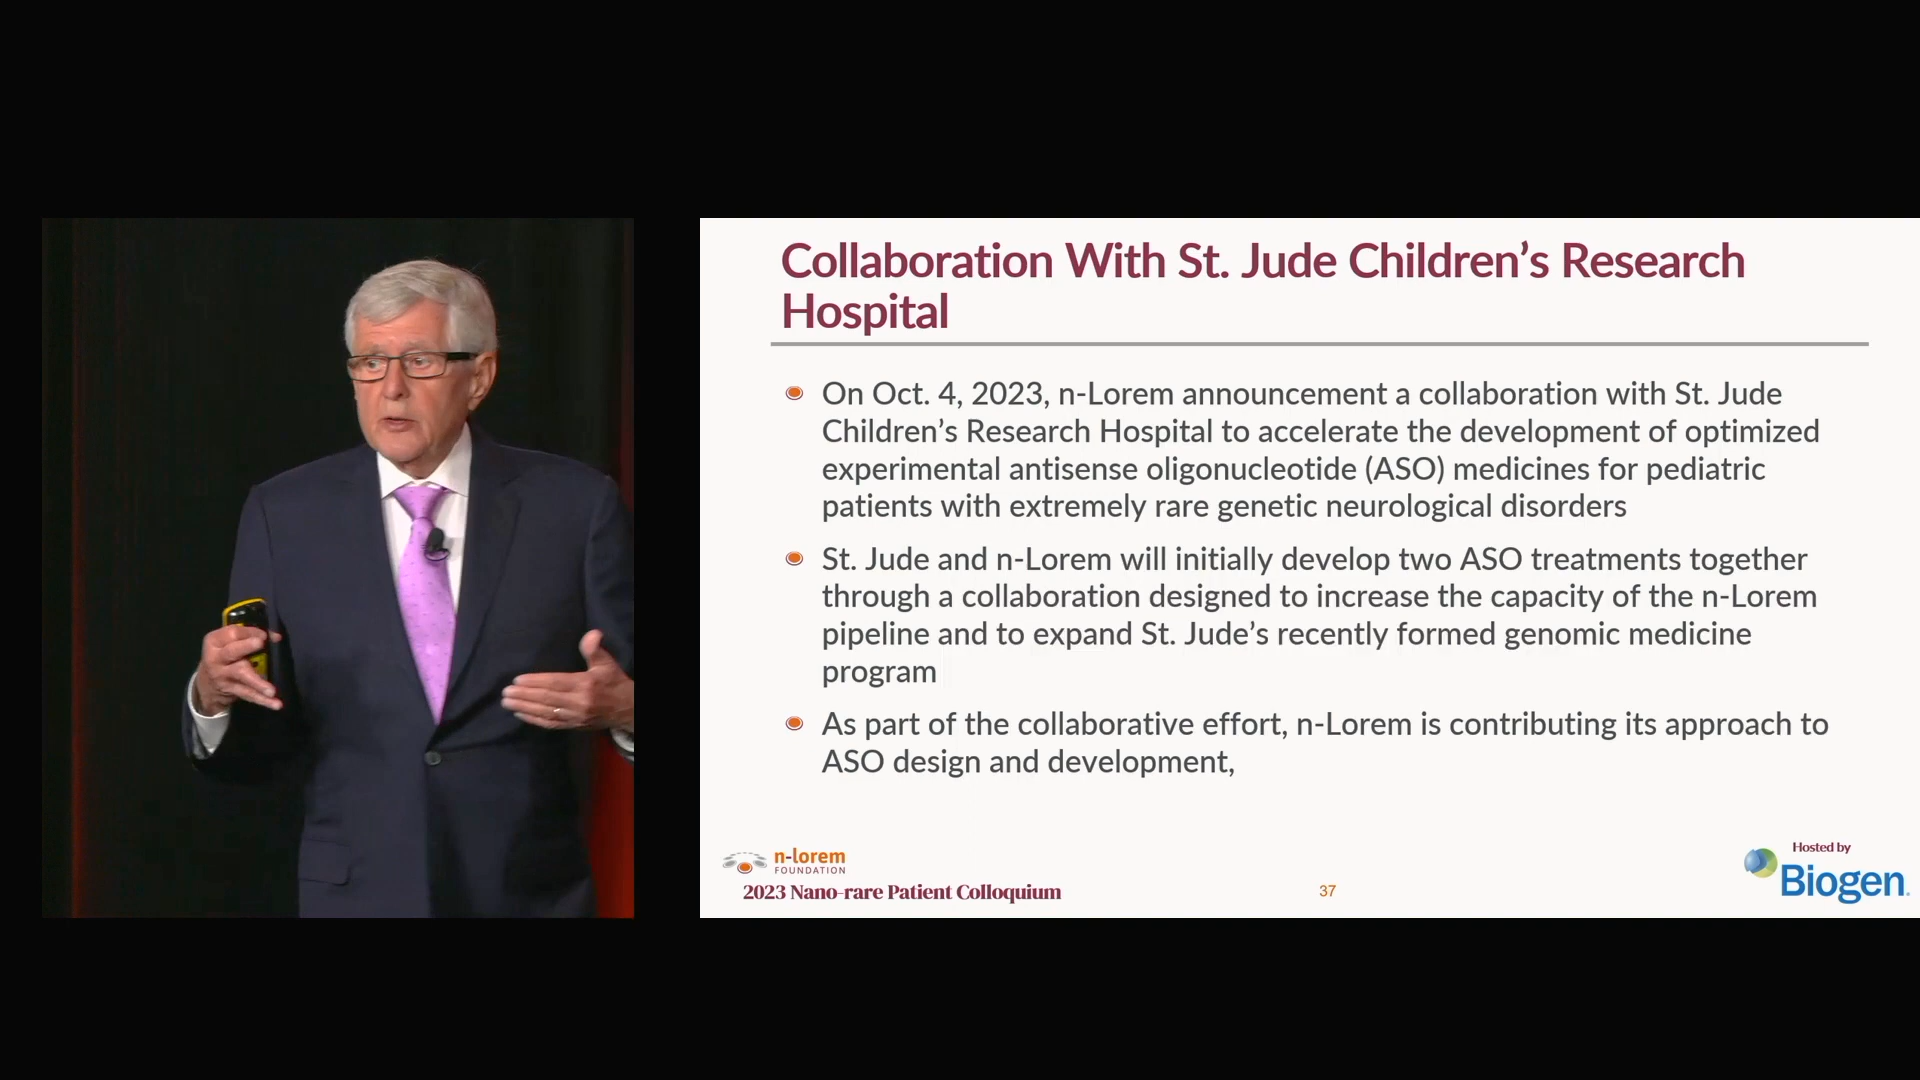 Collaboration With St. Jude Children’s Research
Hospital
On Oct. 4, 2023, n-Lorem announcement a collaboration with St. Jude
Children’s Research Hospital to accelerate the development of optimized
experimental antisense oligonucleotide (ASO) medicines for pediatric
patients with extremely rare genetic neurological disorders
St. Jude and n-Lorem will initially develop two ASO treatments together
through a collaboration designed to increase the capacity of the n-Lorem
pipeline and to expand St. Jude’s recently formed genomic medicine
program
As part of the collaborative effort, n-Lorem is contributing its approach to
ASO design and development,
n-lorem
FOUNDATION
2023 Nano-rare Patient Colloquium
37
Hosted by
Biogen.